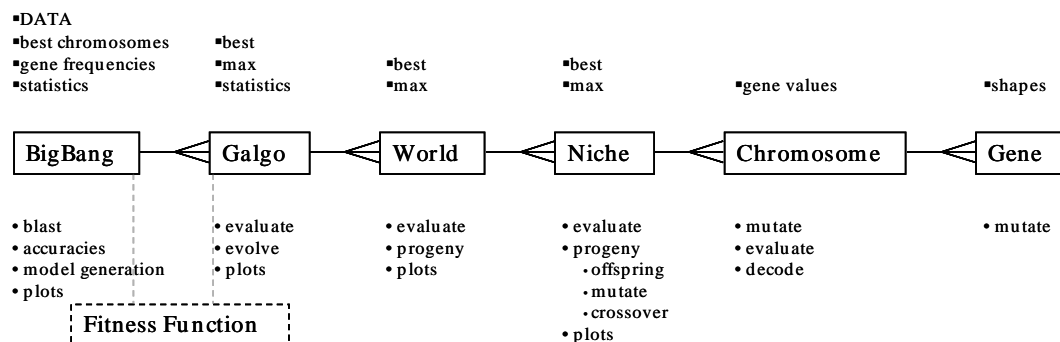 ▪DATA
▪best chromosomes
▪gene frequencies
▪statistics
▪best
▪max
▪statistics
▪best
▪max
▪best
▪max
▪gene values
▪shapes
BigBang
Galgo
World
Niche
Chromosome
Gene
• blast
• accuracies
• model generation
• plots
• evaluate
• evolve
• plots
• evaluate
• progeny
• plots
• evaluate
• progeny
• offspring
• mutate
• crossover
• plots
• mutate
• evaluate
• decode
• mutate
Fitness Function